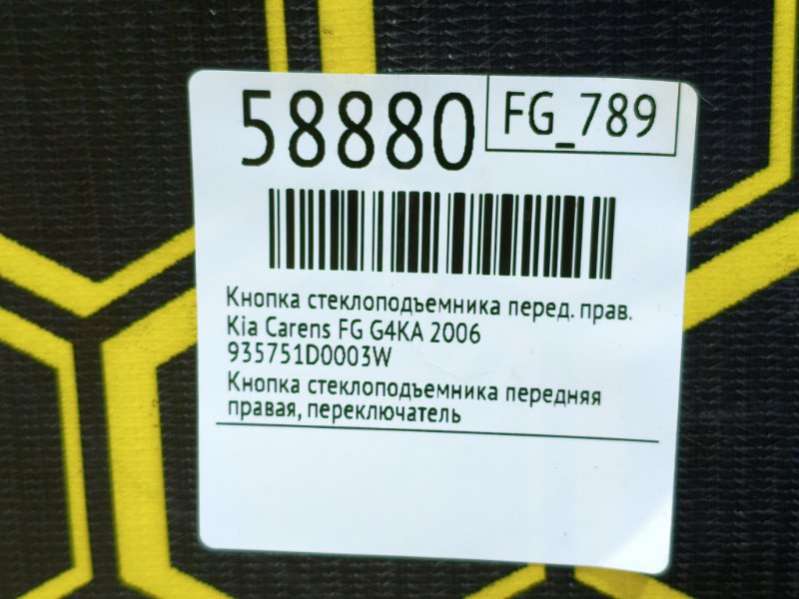 58880
FG_789
Кнопка стеклоподъемника перед. прав.
Kia Carens FG G4KA 2006
935751D0003W
Кнопка стеклоподъемника передняя
правая, переключатель